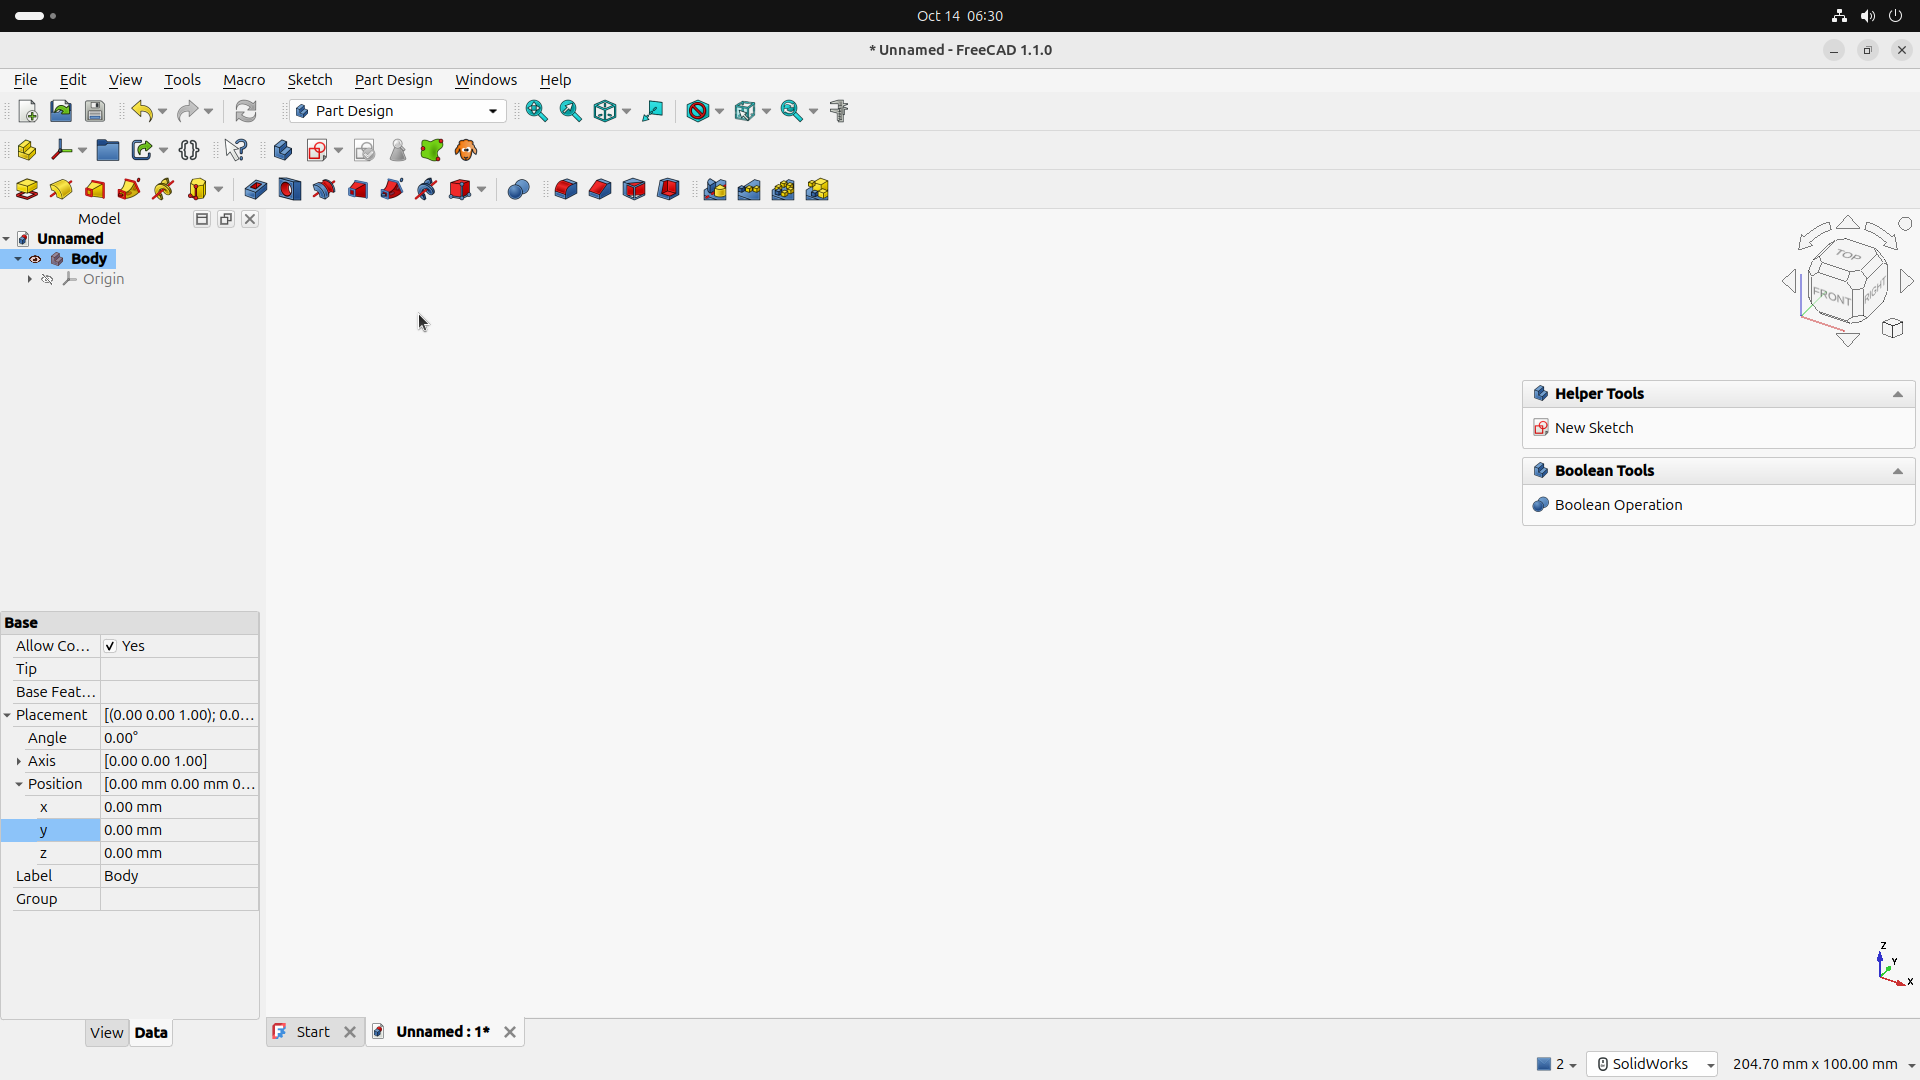 Oct 14 06:30
* Unnamed - FreeCAD 1.1.0
File Edit View Tools Macro Sketch Part Design Windows Help
Part Design
Model
Unnamed
Body
Origin
TOP
FRONT
RIGHT
Helper Tools
New Sketch
Boolean Tools
Boolean Operation
Base
Allow Co... Yes
Tip
Base Feat...
Placement [(0.00 0.00 1.00); 0.0...
Angle 0.00°
Axis [0.00 0.00 1.00]
Position [0.00 mm 0.00 mm 0...
x 0.00 mm
y 0.00 mm
z 0.00 mm
Label Body
Group
Z
Y
X
View Data
Start
Unnamed : 1*
2
SolidWorks
204.70 mm x 100.00 mm